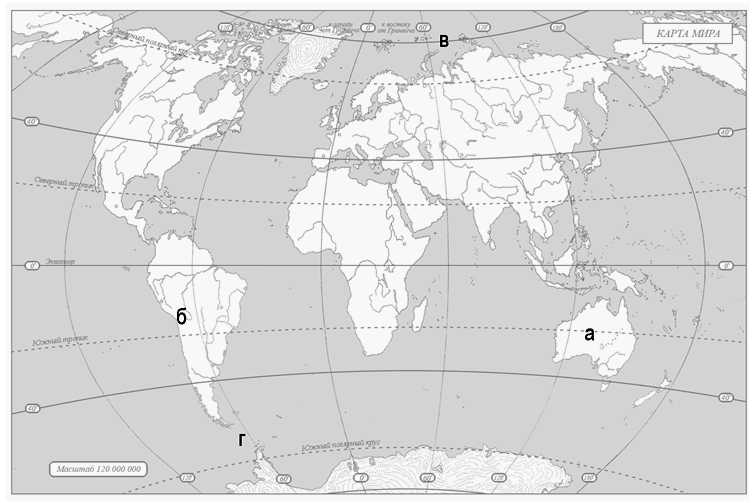 120°
60°
к западу
от Гринвича
0°
к востоку
от Гринвича
60°
120°
180°
в
КАРТА МИРА
Северный полярный круг
40°
40°
Северный тропик
0°
Экватор
0°
б
а
Южный тропик
40°
40°
г
Южный полярный круг
Масштаб 120 000 000
120°
60°
0°
60°
120°
180°